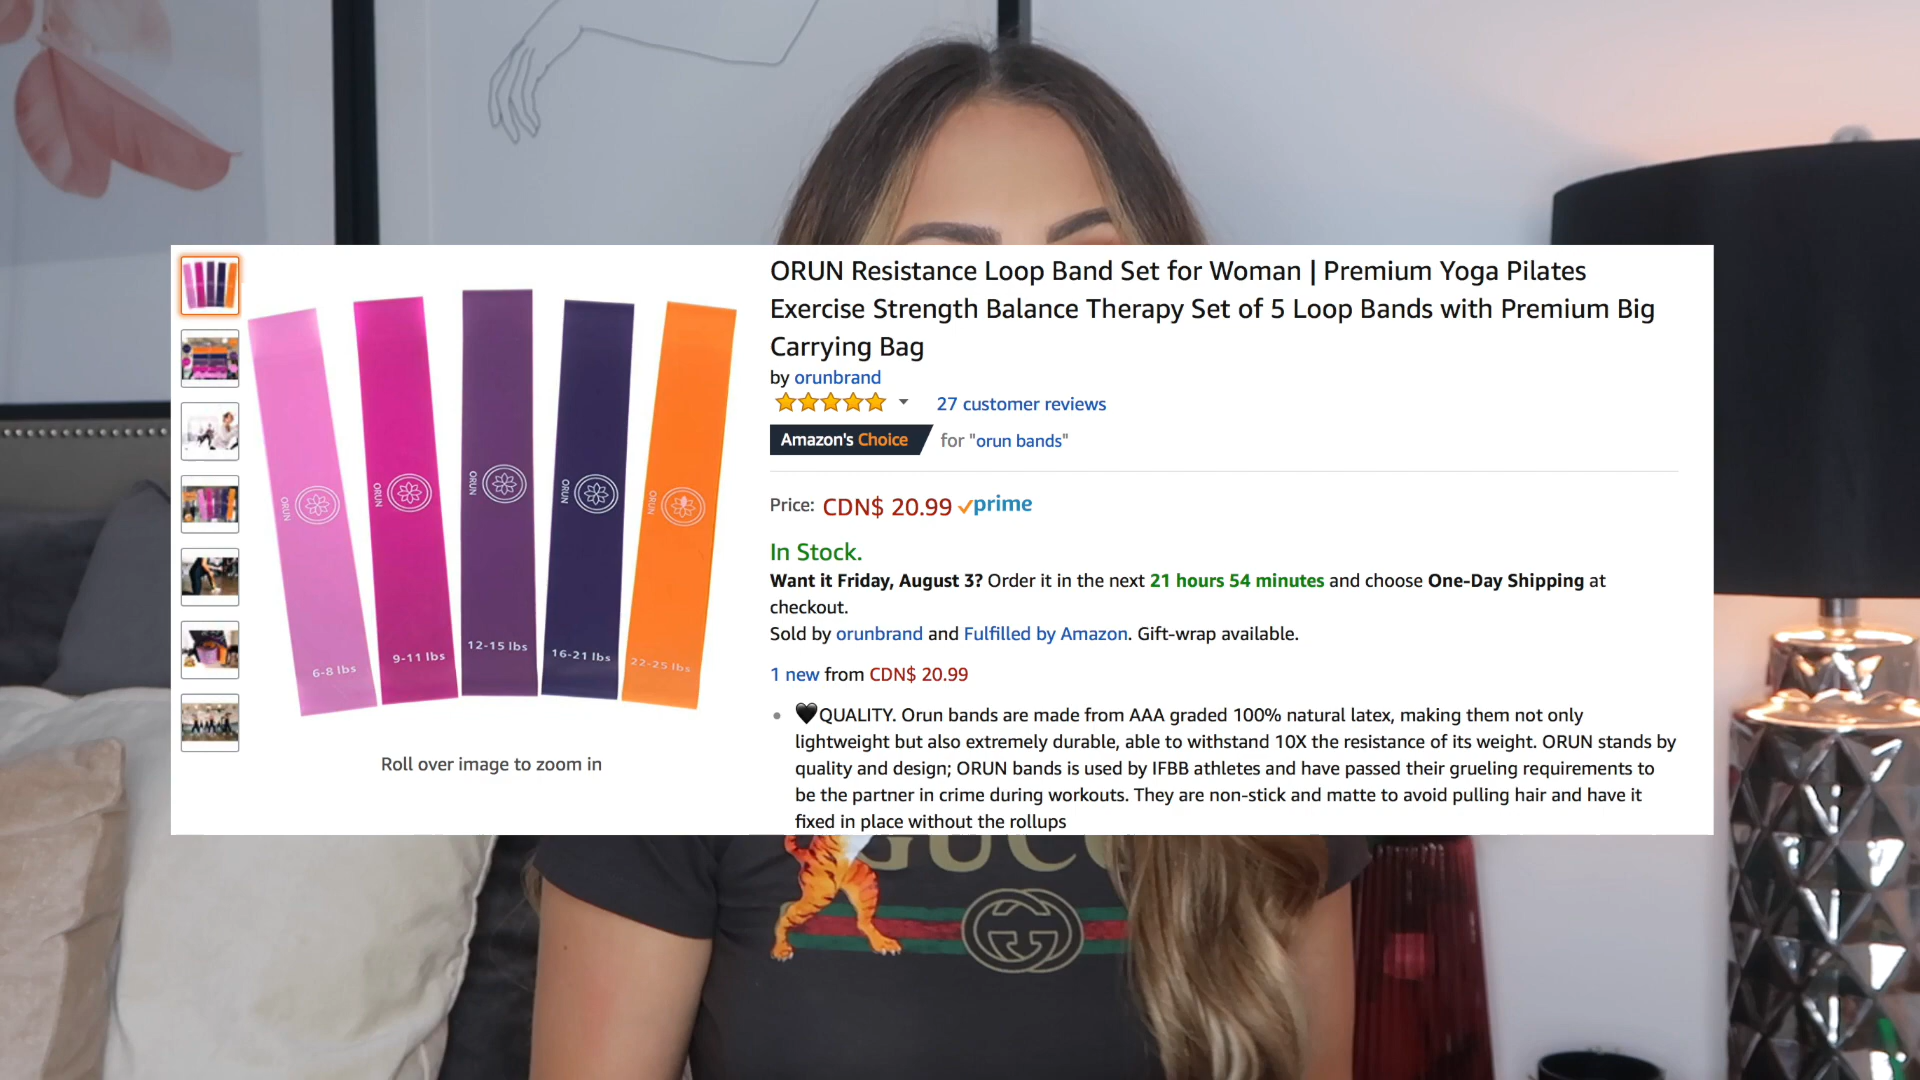 ORUN Resistance Loop Band Set for Woman | Premium Yoga Pilates
Exercise Strength Balance Therapy Set of 5 Loop Bands with Premium Big
Carrying Bag
by orunbrand
27 customer reviews
Amazon's Choice for "orun bands"
Price: CDN$ 20.99 prime
In Stock.
Want it Friday, August 3? Order it in the next 21 hours 54 minutes and choose One-Day Shipping at
checkout.
Sold by orunbrand and Fulfilled by Amazon. Gift-wrap available.
1 new from CDN$ 20.99
🖤QUALITY. Orun bands are made from AAA graded 100% natural latex, making them not only
lightweight but also extremely durable, able to withstand 10X the resistance of its weight. ORUN stands by
quality and design; ORUN bands is used by IFBB athletes and have passed their grueling requirements to
be the partner in crime during workouts. They are non-stick and matte to avoid pulling hair and have it
fixed in place without the rollups
ORUN
6-8 lbs
ORUN
9-11 lbs
ORUN
12-15 lbs
ORUN
16-21 lbs
ORUN
22-25 lbs
Roll over image to zoom in